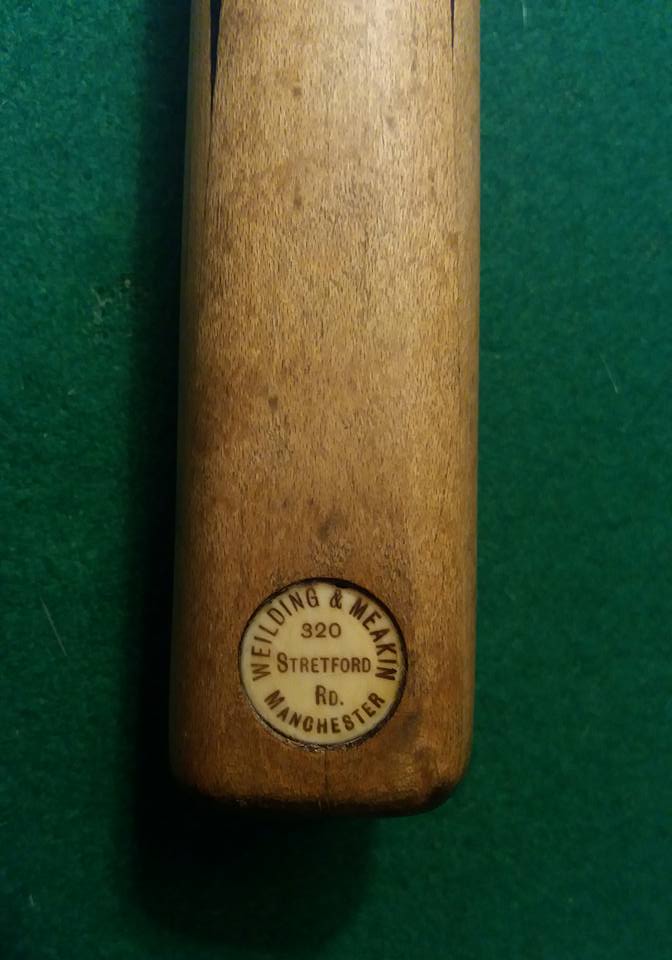 WEILDING & MEAKIN
320
STRETFORD
RD.
MANCHESTER